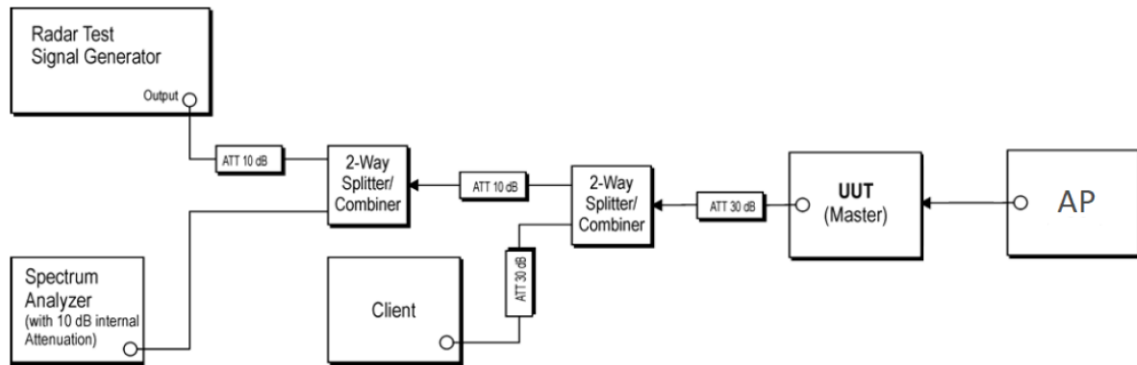 Radar Test
Signal Generator
Output
ATT 10 dB
2-Way
Splitter/
Combiner
ATT 10 dB
2-Way
Splitter/
Combiner
ATT 30 dB
UUT
(Master)
AP
Spectrum
Analyzer
(with 10 dB internal
Attenuation)
Client
ATT 30 dB